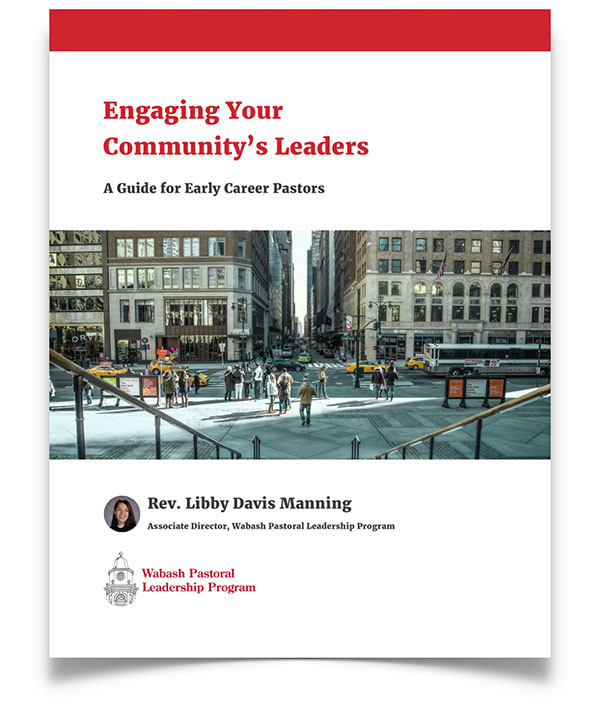 Engaging Your
Community’s Leaders
A Guide for Early Career Pastors
Rev. Libby Davis Manning
Associate Director, Wabash Pastoral Leadership Program
Wabash Pastoral
Leadership Program